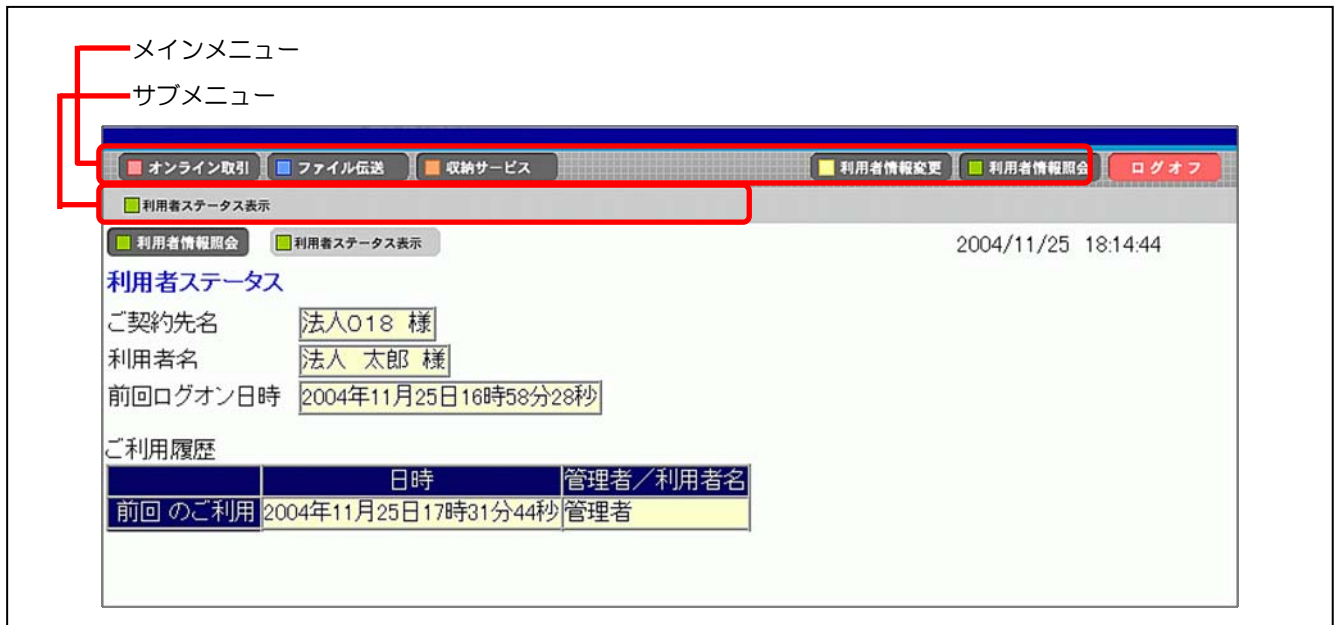 メインメニュー
サブメニュー
オンライン取引 ファイル伝送 収納サービス 利用者情報変更 利用者情報照会 ログオフ
利用者ステータス表示
利用者情報照会 利用者ステータス表示 2004/11/25 18:14:44
利用者ステータス
ご契約先名 法人018 様
利用者名 法人 太郎 様
前回ログオン日時 2004年11月25日16時58分28秒
ご利用履歴
日時 管理者/利用者名
前回 のご利用 2004年11月25日17時31分44秒 管理者